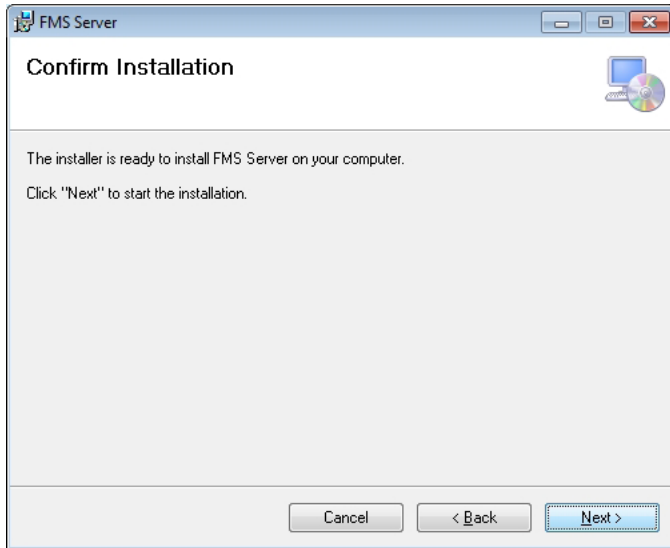 FMS Server
Confirm Installation
The installer is ready to install FMS Server on your computer.
Click "Next" to start the installation.
Cancel
< Back
Next >